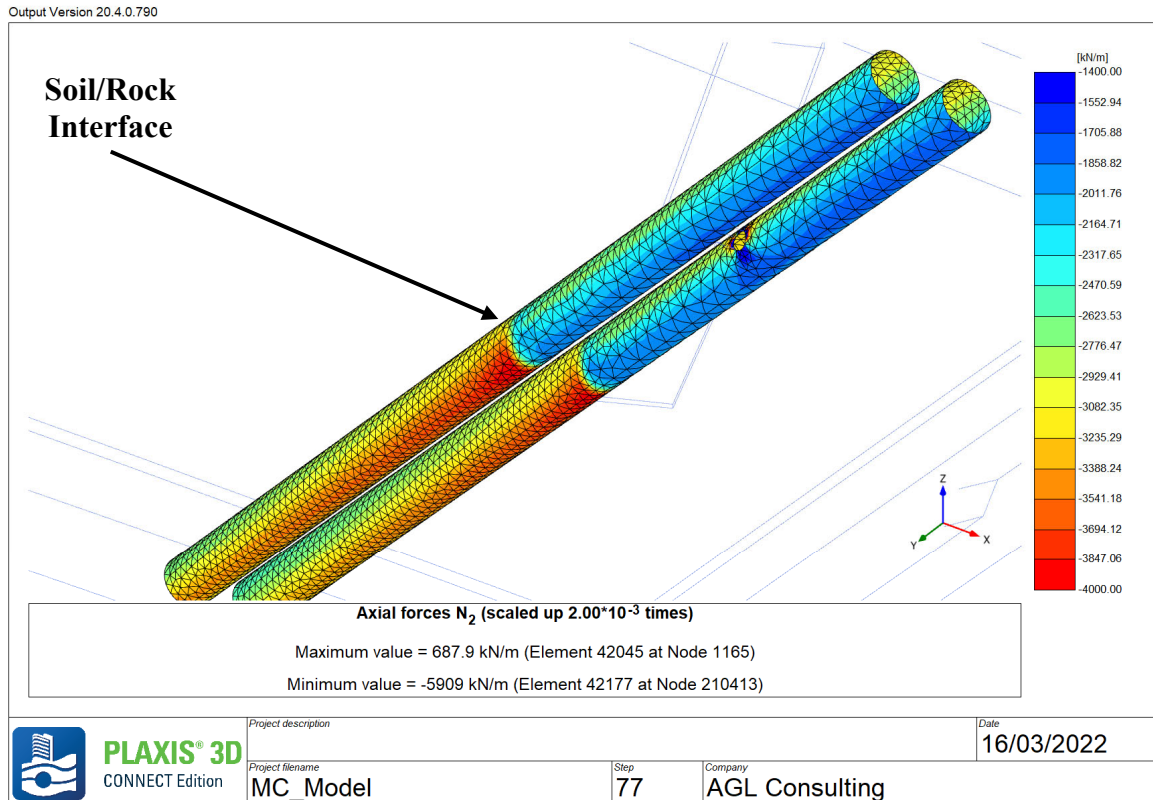 Output Version 20.4.0.790
Soil/Rock
Interface
[kN/m]
-1400.00
-1552.94
-1705.88
-1858.82
-2011.76
-2164.71
-2317.65
-2470.59
-2623.53
-2776.47
-2929.41
-3082.35
-3235.29
-3388.24
-3541.18
-3694.12
-3847.06
-4000.00
Z
X
Y
Axial forces N₂ (scaled up 2.00*10⁻³ times)
Maximum value = 687.9 kN/m (Element 42045 at Node 1165)
Minimum value = -5909 kN/m (Element 42177 at Node 210413)
PLAXIS® 3D
CONNECT Edition
Project description
Date
16/03/2022
Project filename
MC_Model
Step
77
Company
AGL Consulting